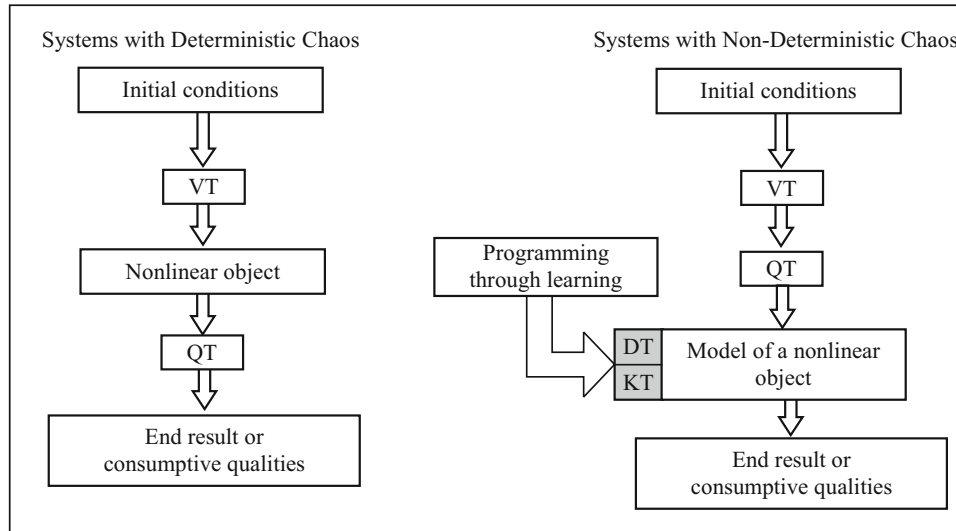 Systems with Deterministic Chaos
Initial conditions
VT
Nonlinear object
QT
End result or
consumptive qualities
Systems with Non-Deterministic Chaos
Initial conditions
VT
QT
Programming
through learning
DT
KT
Model of a nonlinear
object
End result or
consumptive qualities